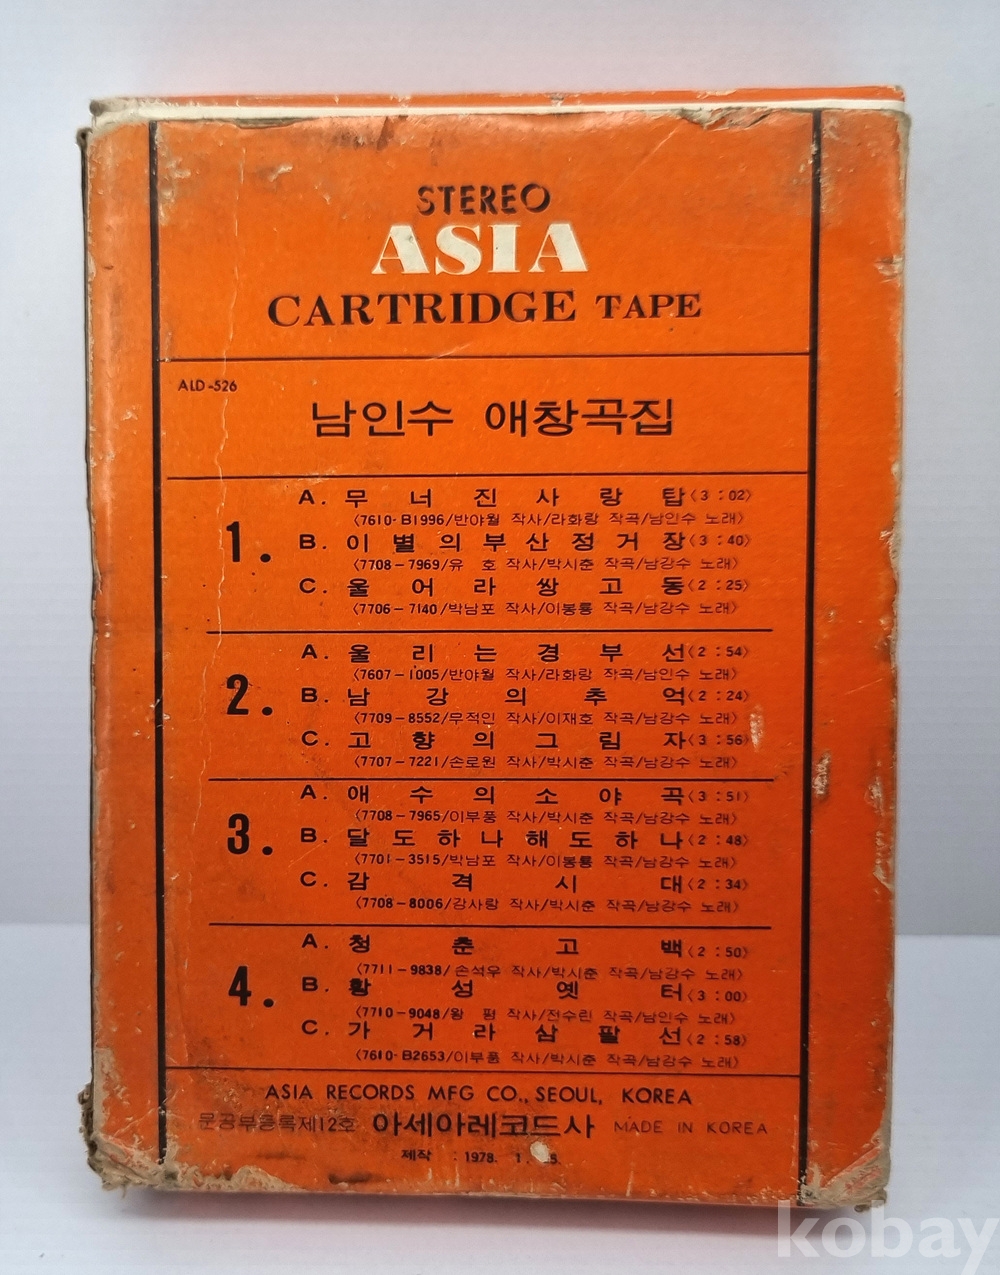 STEREO
ASIA
CARTRIDGE TAPE
ALD-526
남인수 애창곡집
1.
A. 무너진사랑탑〈3:02〉
〈7610-B1996/반야월 작사/라화랑 작곡/남인수 노래〉
B. 이별의부산정거장〈3:40〉
〈7708-7969/유 호 작사/박시춘 작곡/남강수 노래〉
C. 울어라쌍고동〈2:25〉
〈7706-7140/박남포 작사/이봉룡 작곡/남강수 노래〉
2.
A. 울리는경부선〈2:54〉
〈7607-1005/반야월 작사/라화랑 작곡/남인수 노래〉
B. 남강의추억〈2:24〉
〈7709-8552/무적인 작사/이재호 작곡/남강수 노래〉
C. 고향의그림자〈3:56〉
〈7707-7221/손로원 작사/박시춘 작곡/남강수 노래〉
3.
A. 애수의소야곡〈3:51〉
〈7708-7965/이부풍 작사/박시춘 작곡/남강수 노래〉
B. 달도하나해도하나〈2:48〉
〈7701-3515/박남포 작사/이봉룡 작곡/남강수 노래〉
C. 감격시대〈2:34〉
〈7708-8006/강사랑 작사/박시춘 작곡/남강수 노래〉
4.
A. 청춘고백〈2:50〉
〈7711-9838/손석우 작사/박시춘 작곡/남강수 노래〉
B. 황성옛터〈3:00〉
〈7710-9048/왕 평 작사/전수린 작곡/남인수 노래〉
C. 가거라삼팔선〈2:58〉
〈7610-B2653/이부풍 작사/박시춘 작곡/남강수 노래〉
ASIA RECORDS MFG CO., SEOUL, KOREA
문공부등록제12호 아세아레코드사 MADE IN KOREA
제작 : 1978. 1.
kobay